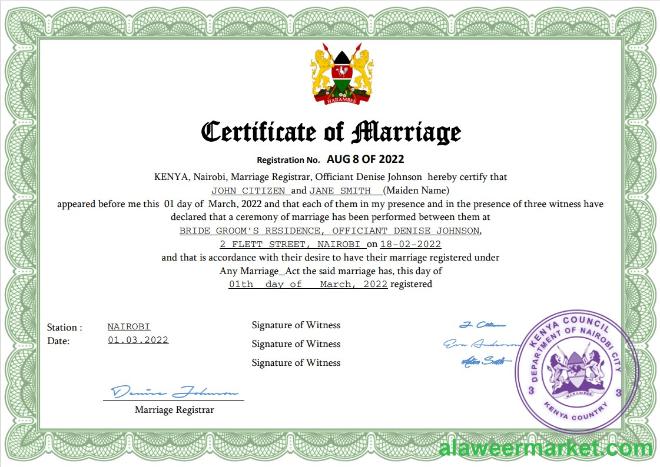 HARAMBEE
Certificate of Marriage
Registration No. AUG 8 OF 2022
KENYA, Nairobi, Marriage Registrar, Officiant Denise Johnson hereby certify that
JOHN CITIZEN and JANE SMITH (Maiden Name)
appeared before me this 01 day of March, 2022 and that each of them in my presence and in the presence of three witness have
declared that a ceremony of marriage has been performed between them at
BRIDE GROOM'S RESIDENCE, OFFICIANT DENISE JOHNSON,
2 FLETT STREET, NAIROBI on 18-02-2022
and that is accordance with their desire to have their marriage registered under
Any Marriage_Act the said marriage has, this day of
01th day of March, 2022 registered
Station : NAIROBI
Date: 01.03.2022
Signature of Witness
Signature of Witness Eva Anderson
Signature of Witness
Denise Johnson
Marriage Registrar
KENYA COUNCIL
DEPARTMENT OF NAIROBI CITY
3 3
HARAMBEE
KENYA COUNTRY
alaweermarket.com